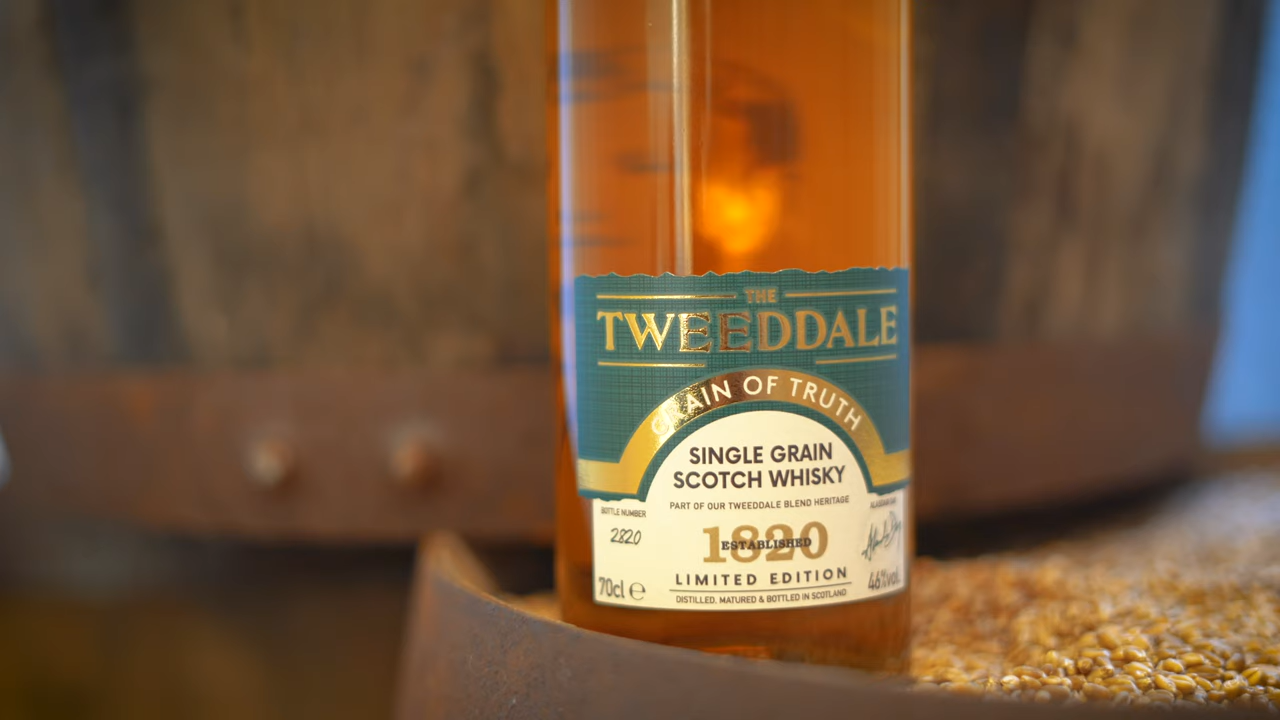 THE
TWEEDDALE
GRAIN OF TRUTH
SINGLE GRAIN
SCOTCH WHISKY
PART OF OUR TWEEDDALE BLEND HERITAGE
BOTTLE NUMBER
2820
1820
ESTABLISHED
LIMITED EDITION
70cl e
46%vol.
DISTILLED, MATURED & BOTTLED IN SCOTLAND